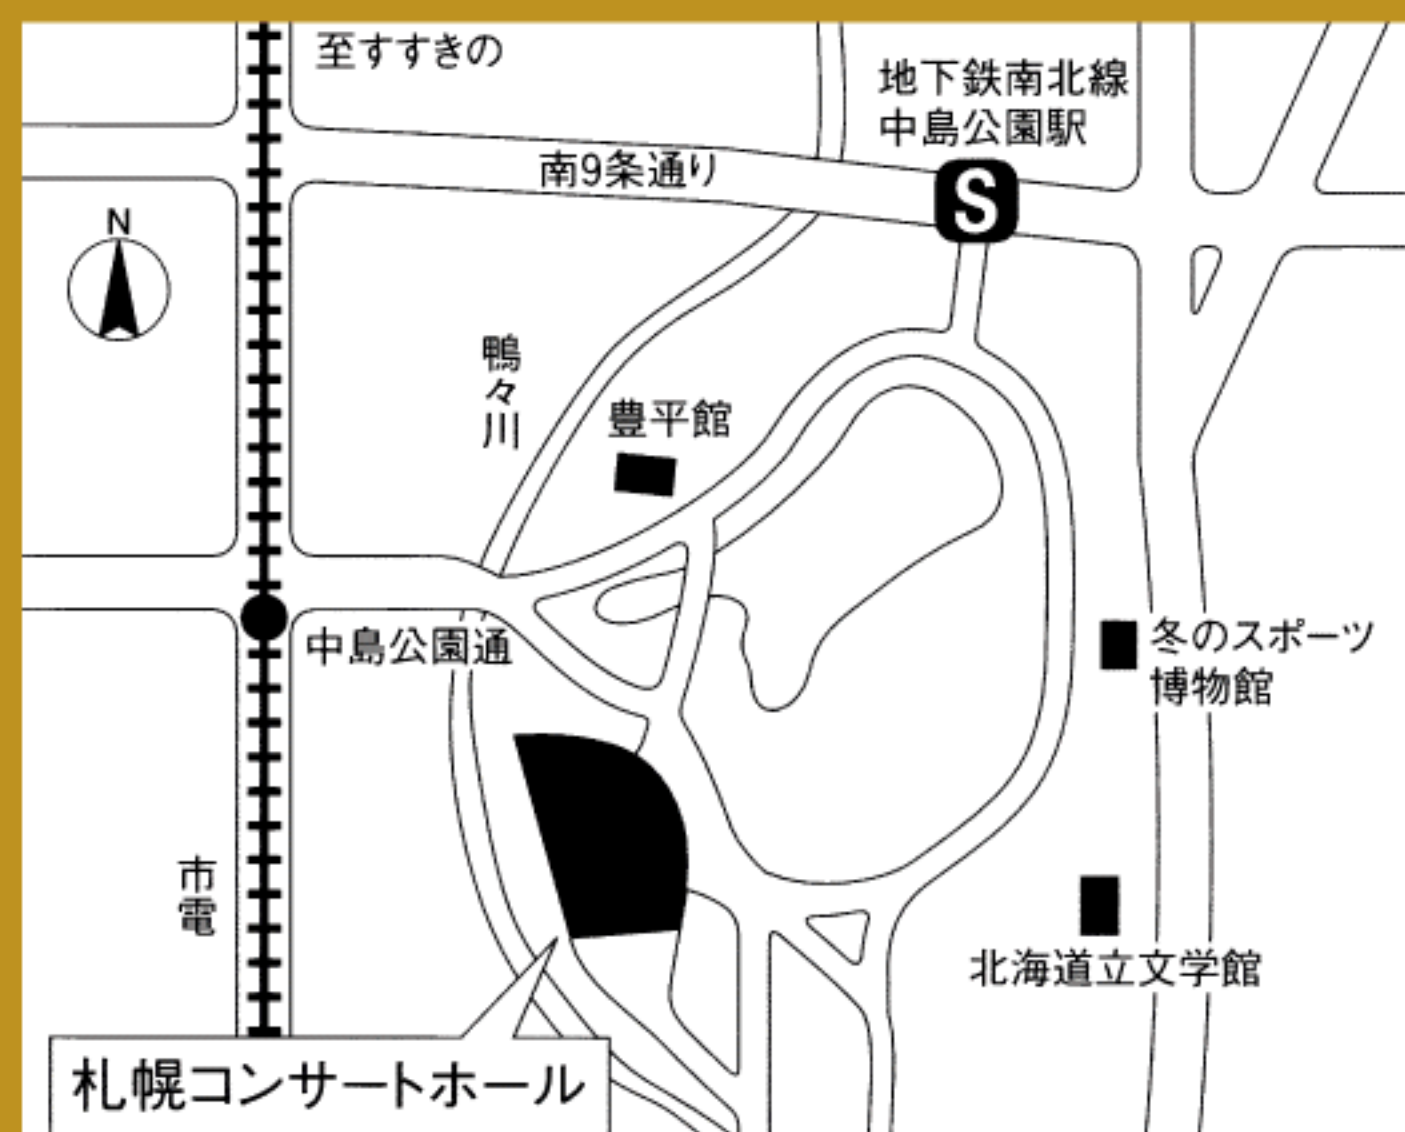 至すすきの
地下鉄南北線
中島公園駅
南9条通り
S
N
鴨々川
豊平館
中島公園通
冬のスポーツ
博物館
市電
北海道立文学館
札幌コンサートホール